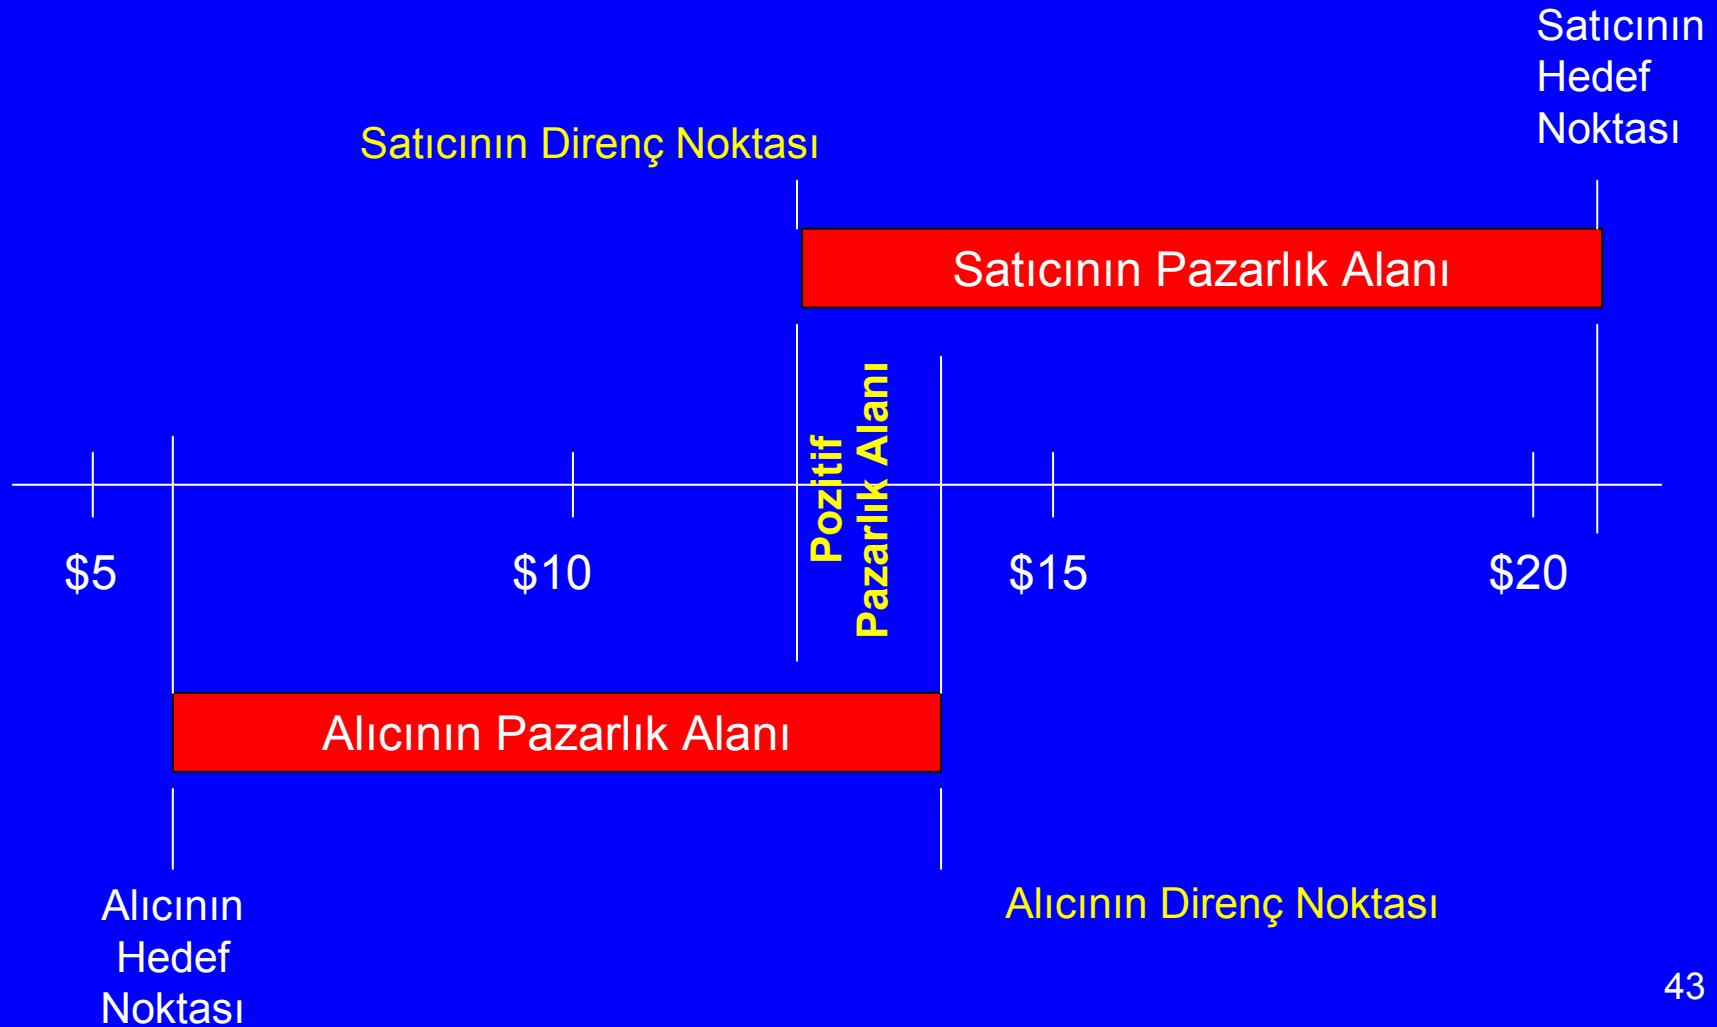 Satıcının
Hedef
Noktası
Satıcının Direnç Noktası
Satıcının Pazarlık Alanı
Pozitif
Pazarlık Alanı
$5
$10
$15
$20
Alıcının Pazarlık Alanı
Alıcının
Hedef
Noktası
Alıcının Direnç Noktası
43